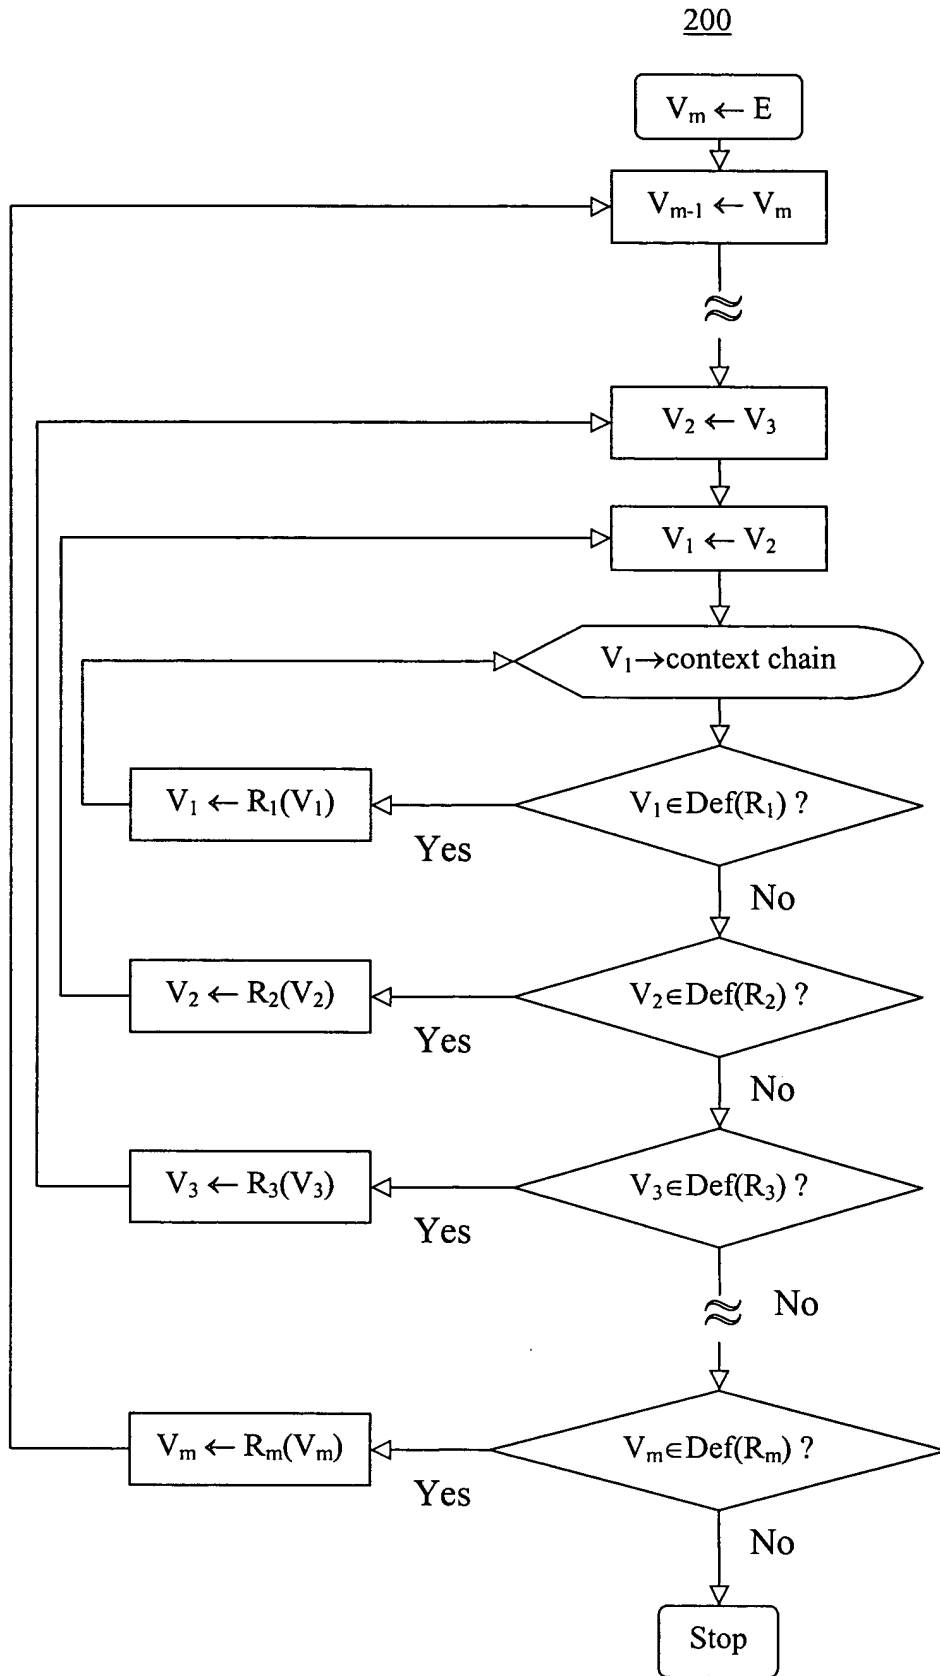 200
Vₘ ← E
Vₘ₋₁ ← Vₘ
V₂ ← V₃
V₁ ← V₂
V₁→context chain
V₁ ← R₁(V₁)
V₁∈Def(R₁) ?
Yes
No
V₂ ← R₂(V₂)
V₂∈Def(R₂) ?
Yes
No
V₃ ← R₃(V₃)
V₃∈Def(R₃) ?
Yes
No
Vₘ ← Rₘ(Vₘ)
Vₘ∈Def(Rₘ) ?
Yes
No
Stop